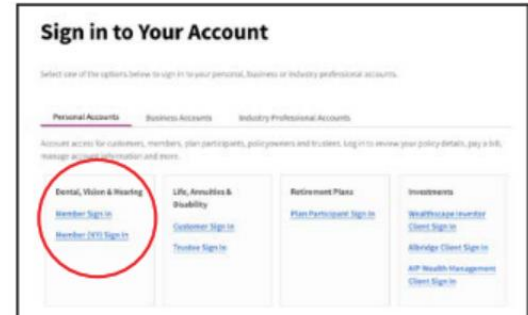 Sign in to Your Account
Select one of the options below to sign in to your personal, business or industry professional accounts.
Personal Accounts Business Accounts Industry Professional Accounts
Account access for customers, members, plan participants, policyowners and trustees. Log in to review your policy details, pay a bill,
manage account information and more.
Dental, Vision & Hearing
Member Sign In
Member (NY) Sign In
Life, Annuities &
Disability
Customer Sign In
Trustee Sign In
Retirement Plans
Plan Participant Sign In
Investments
Wealthscape Investor
Client Sign In
Albridge Client Sign In
AIP Wealth Management
Client Sign In